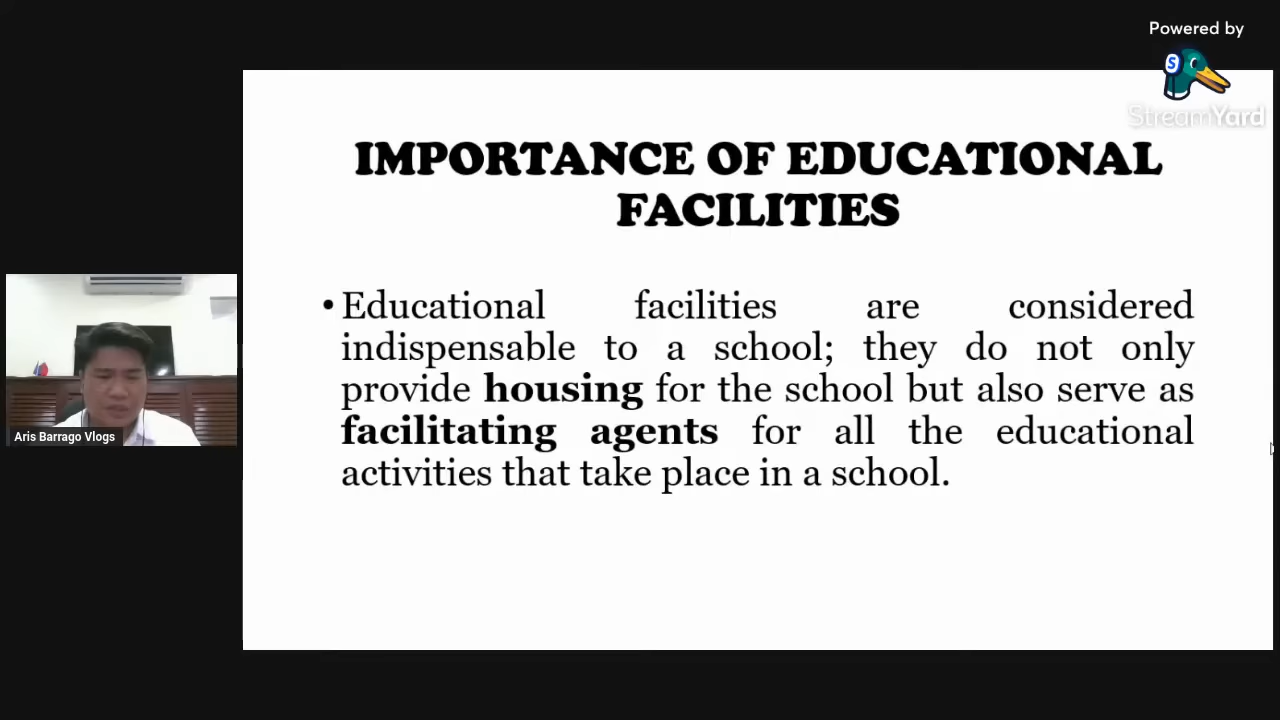 Powered by
S
StreamYard
IMPORTANCE OF EDUCATIONAL
FACILITIES
• Educational facilities are considered
indispensable to a school; they do not only
provide housing for the school but also serve as
facilitating agents for all the educational
activities that take place in a school.
Aris Barrago Vlogs